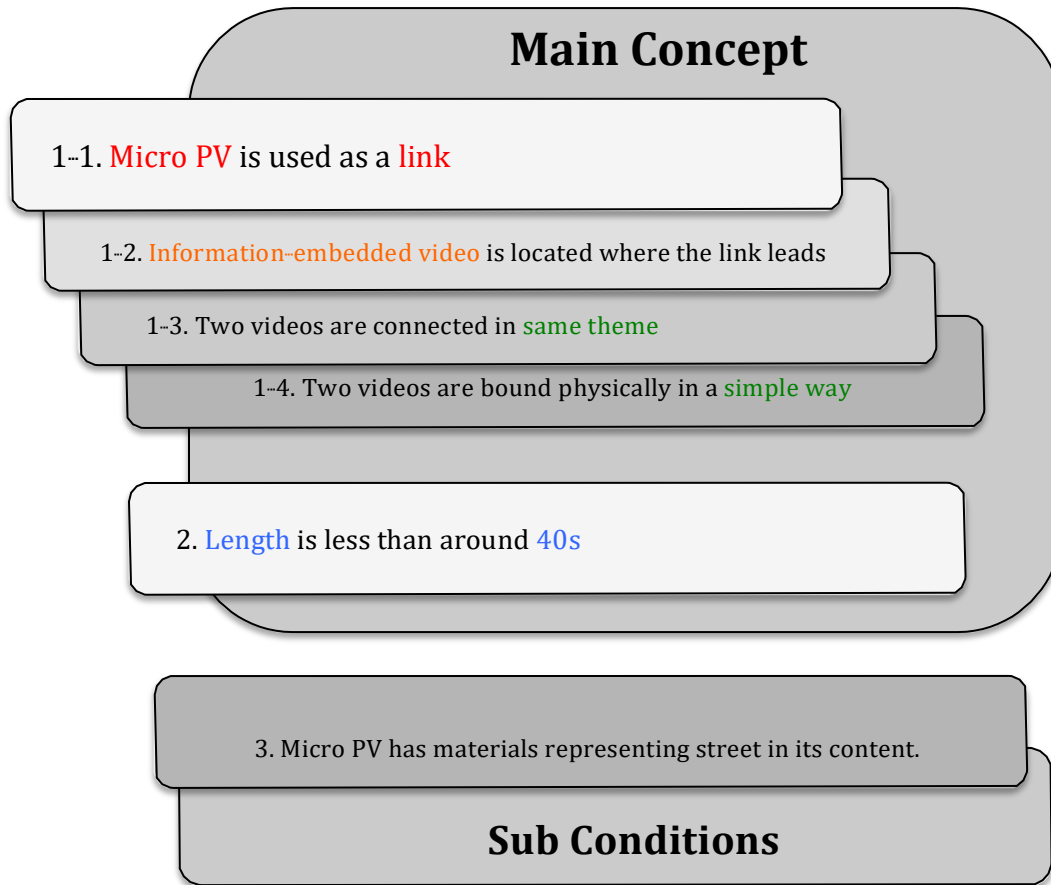 Main Concept
1-1. Micro PV is used as a link
1-2. Information-embedded video is located where the link leads
1-3. Two videos are connected in same theme
1-4. Two videos are bound physically in a simple way
2. Length is less than around 40s
3. Micro PV has materials representing street in its content.
Sub Conditions